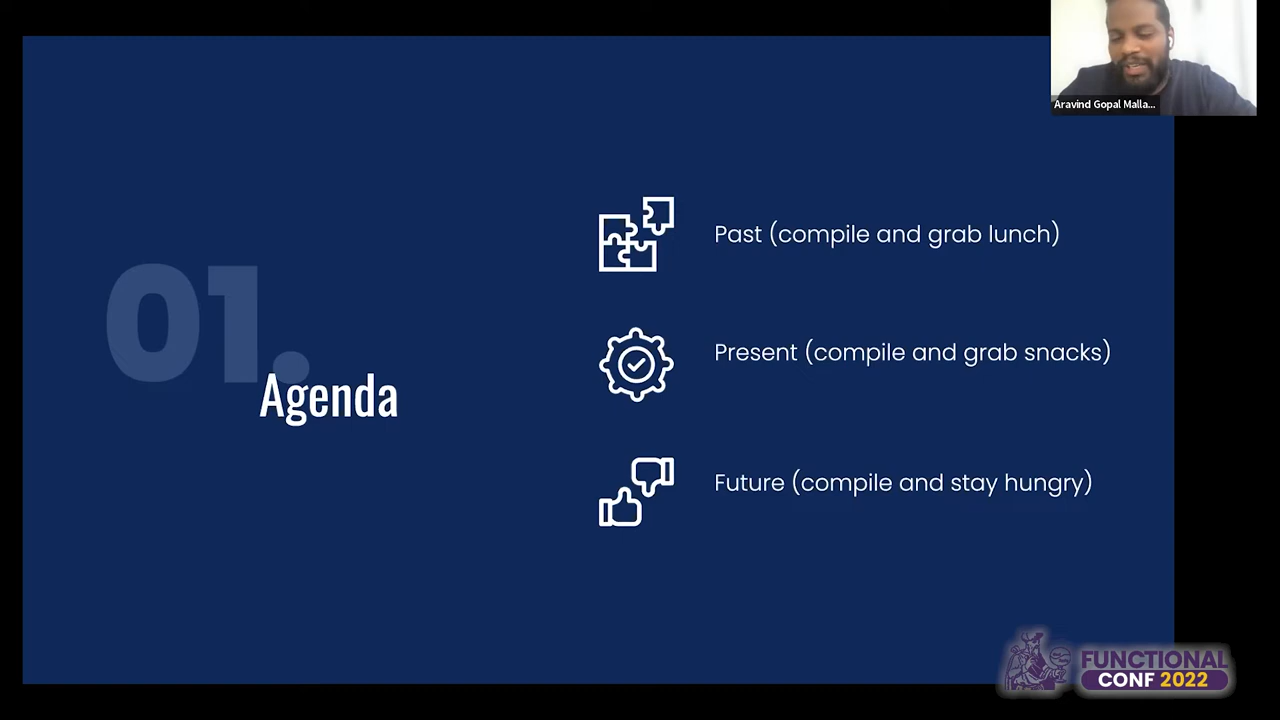 Aravind Gopal Malla...
01.
Agenda
Past (compile and grab lunch)
Present (compile and grab snacks)
Future (compile and stay hungry)
FUNCTIONAL
CONF 2022